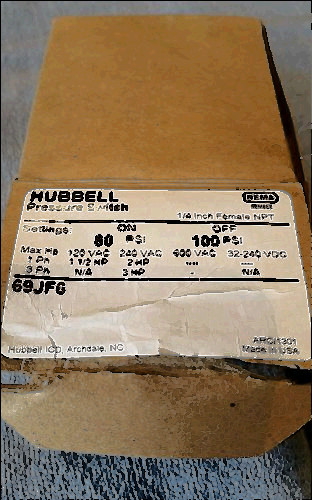 HUBBELL
Pressure Switch
NEMA
1/4 Inch Female NPT
Settings: ON OFF
80 PSI 100 PSI
Max Hp 120 VAC 240 VAC 600 VAC 32-240 VDC
1 Ph 1 1/2 HP 2 HP ---- ---
3 Ph N/A 3 HP ---- N/A
69JF6
Hubbell ICD, Archdale, NC
Made in USA